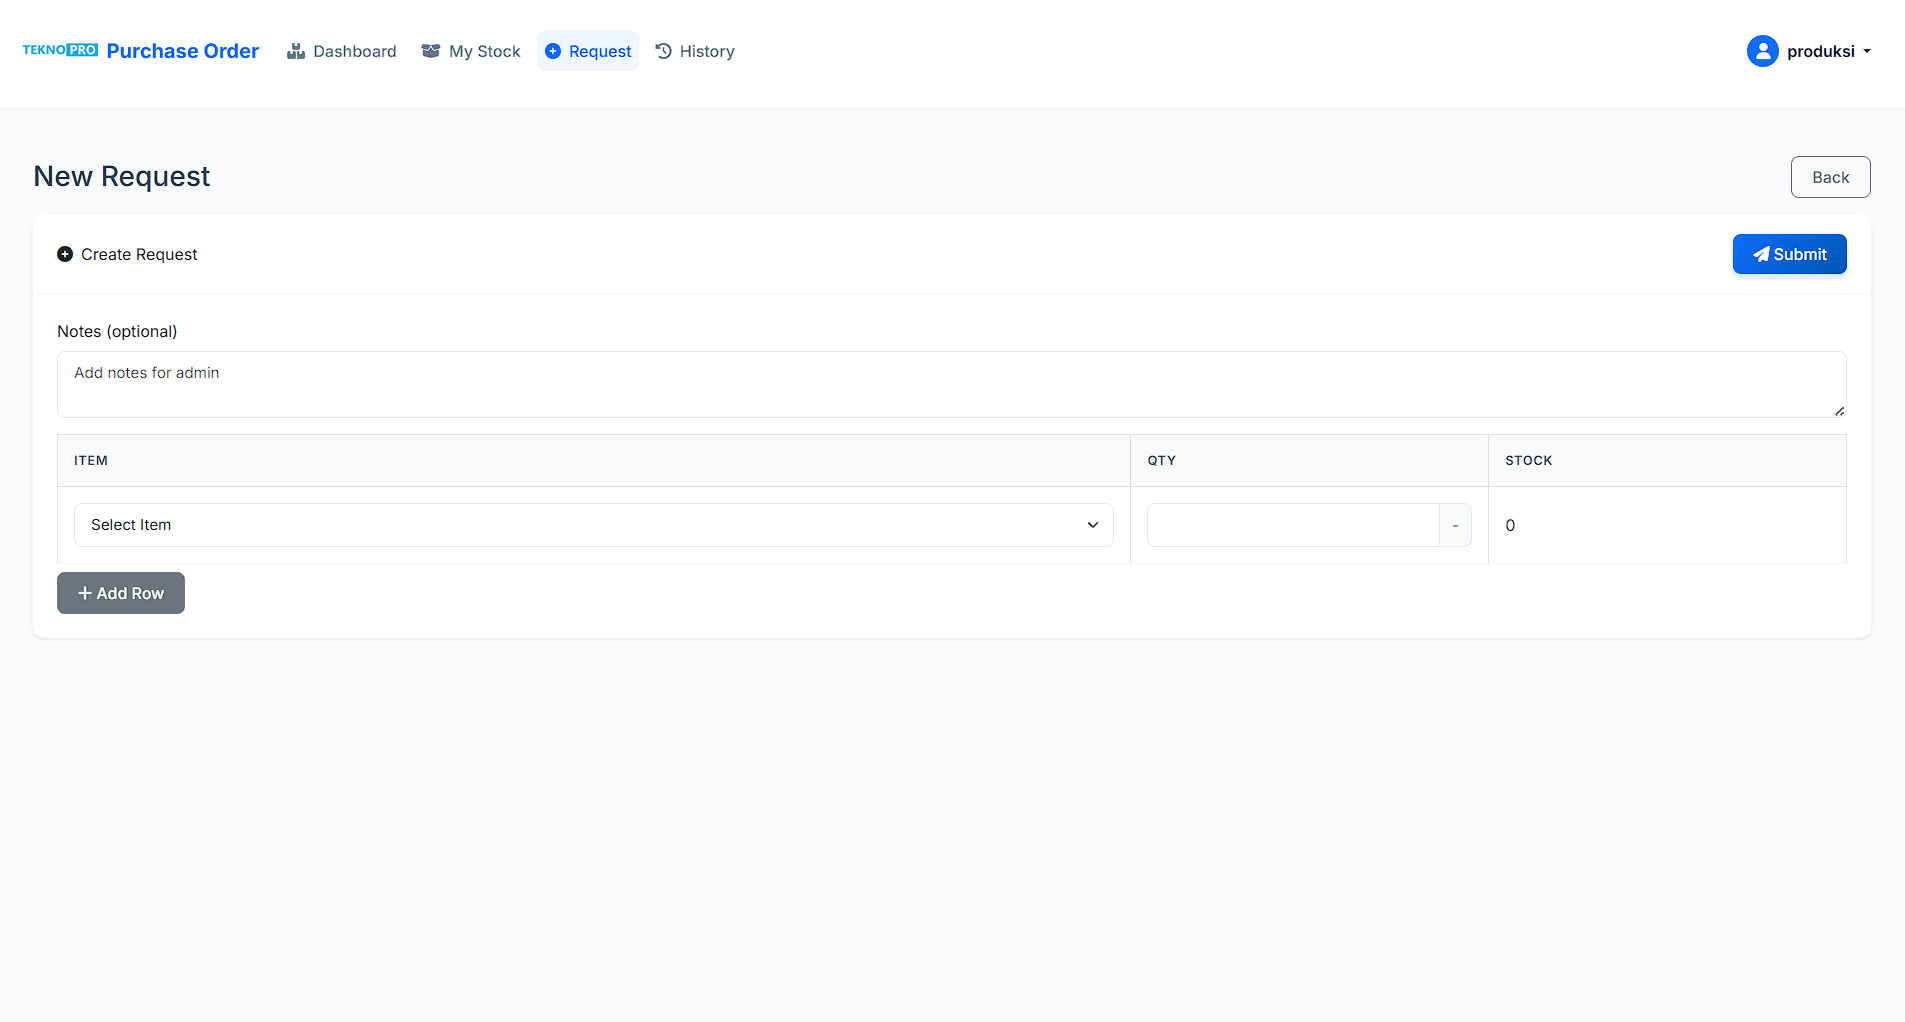 TEKNOPRO Purchase Order Dashboard My Stock Request History produksi
New Request Back
Create Request Submit
Notes (optional)
Add notes for admin
ITEM QTY STOCK
Select Item - 0
+ Add Row